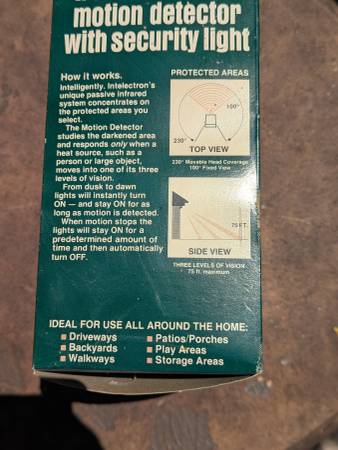 motion detector
with security light
How it works.
Intelligently. Intelectron's
unique passive infrared
system concentrates on
the protected areas you
select.
The Motion Detector
studies the darkened area
and responds only when a
heat source, such as a
person or large object,
moves into one of its three
levels of vision.
From dusk to dawn
lights will instantly turn
ON — and stay ON for as
long as motion is detected.
When motion stops the
lights will stay ON for a
predetermined amount of
time and then automatically
turn OFF.
PROTECTED AREAS
100°
230°
TOP VIEW
230° Movable Head Coverage
100° Fixed View
75 FT.
SIDE VIEW
THREE LEVELS OF VISION
75 ft. maximum
IDEAL FOR USE ALL AROUND THE HOME:
■ Driveways
■ Backyards
■ Walkways
■ Patios/Porches
■ Play Areas
■ Storage Areas